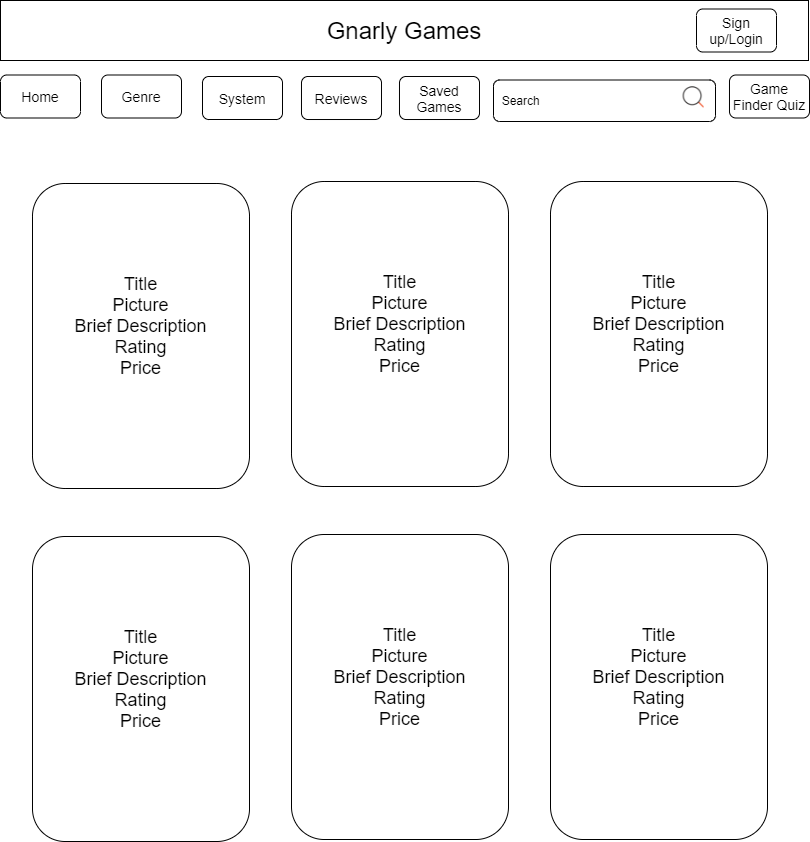 Gnarly Games
Sign
up/Login
Home
Genre
System
Reviews
Saved
Games
Search
Game
Finder Quiz
Title
Picture
Brief Description
Rating
Price
Title
Picture
Brief Description
Rating
Price
Title
Picture
Brief Description
Rating
Price
Title
Picture
Brief Description
Rating
Price
Title
Picture
Brief Description
Rating
Price
Title
Picture
Brief Description
Rating
Price